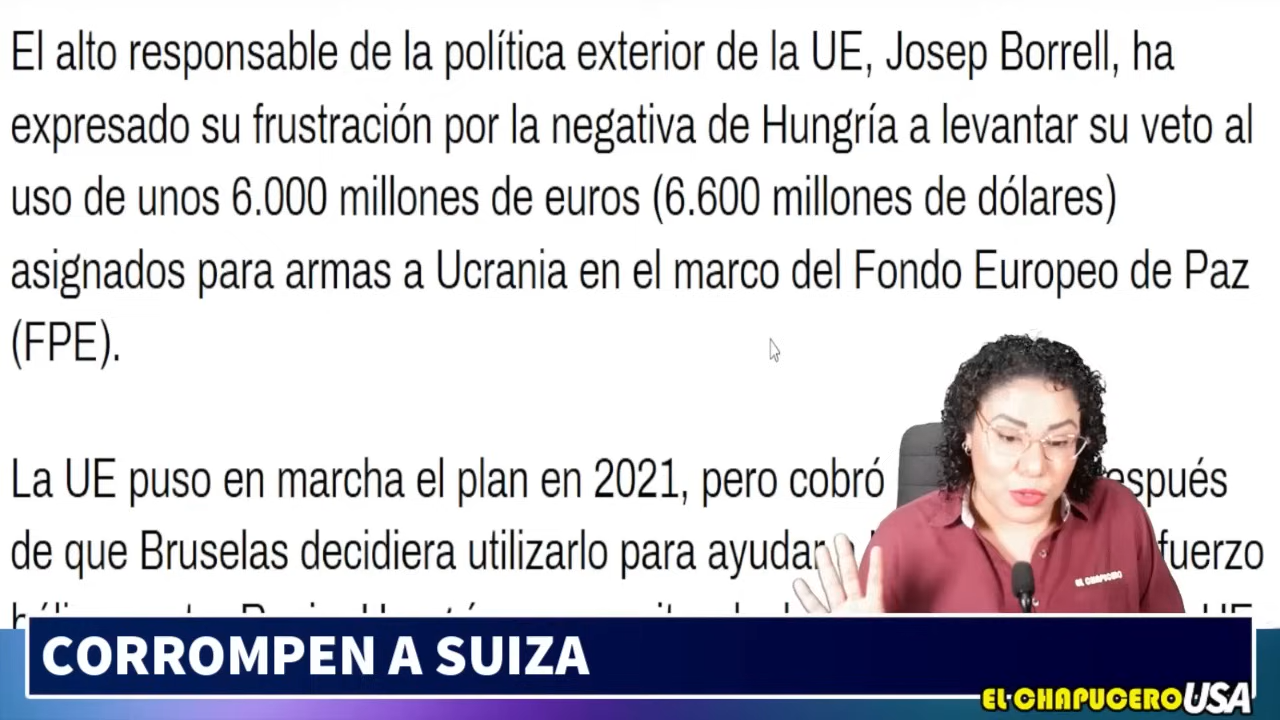 El alto responsable de la política exterior de la UE, Josep Borrell, ha
expresado su frustración por la negativa de Hungría a levantar su veto al
uso de unos 6.000 millones de euros (6.600 millones de dólares)
asignados para armas a Ucrania en el marco del Fondo Europeo de Paz
(FPE).
La UE puso en marcha el plan en 2021, pero cobró
de que Bruselas decidiera utilizarlo para ayudar
UE
EL CHAPUCERO
CORROMPEN A SUIZA
EL CHAPUCERO USA